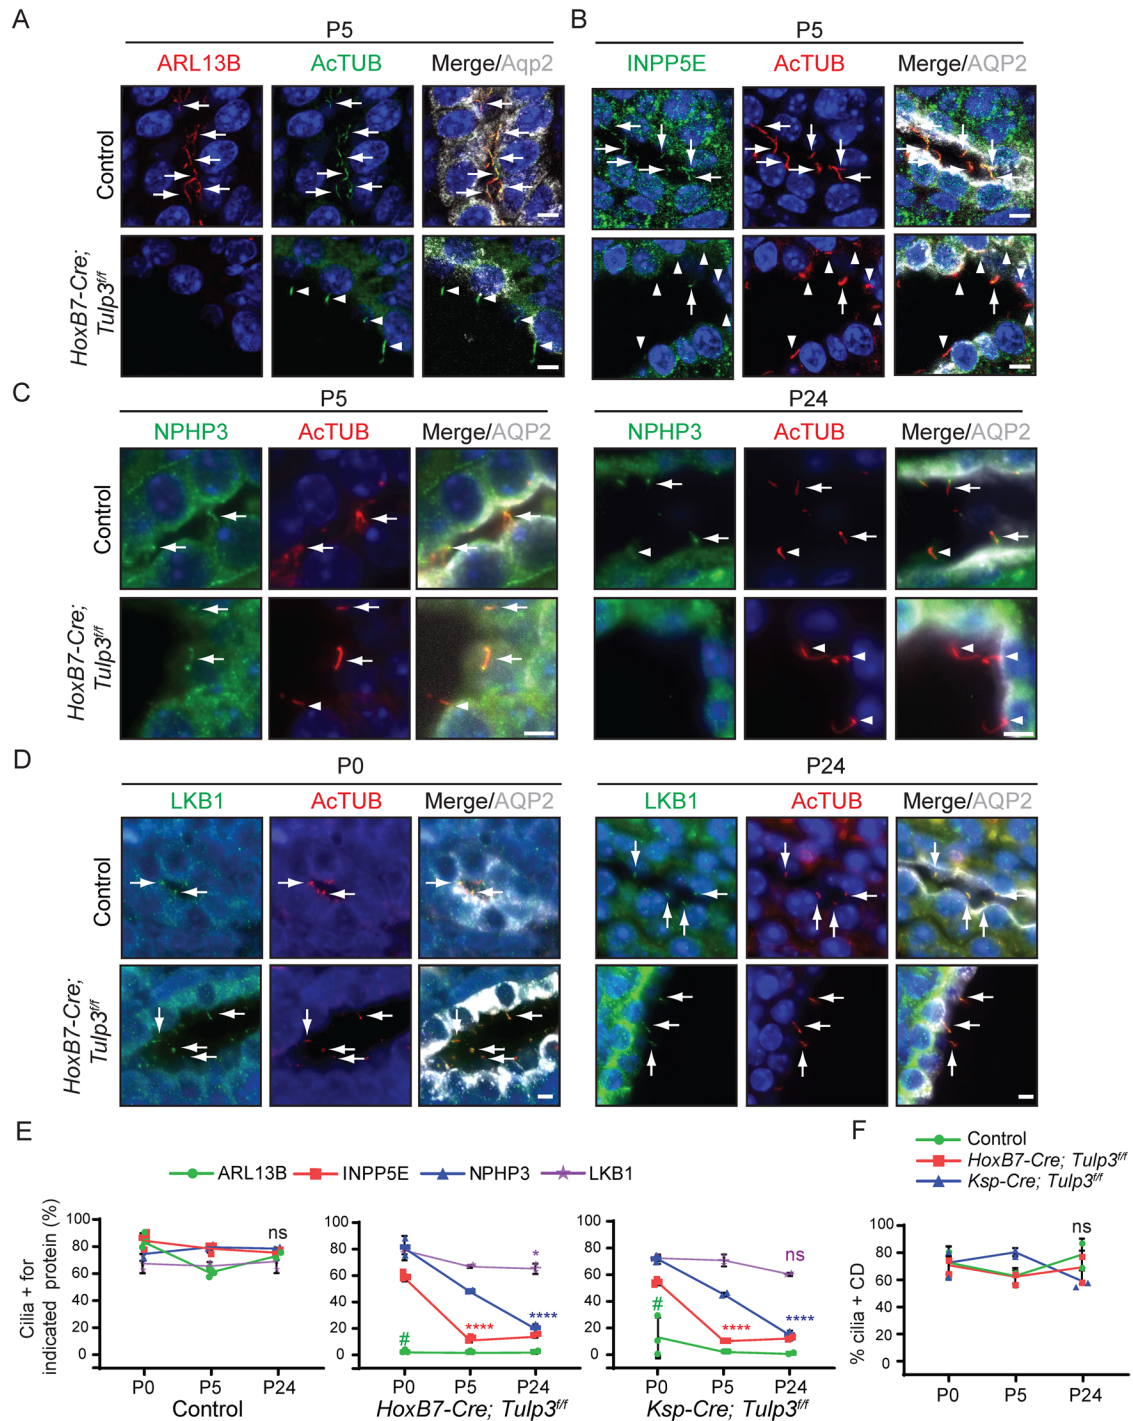 A
P5
ARL13B AcTUB Merge/Aqp2
Control
HoxB7-Cre;
Tulp3f/f
B
P5
INPP5E AcTUB Merge/AQP2
C
P5
NPHP3 AcTUB Merge/AQP2
Control
HoxB7-Cre;
Tulp3f/f
P24
NPHP3 AcTUB Merge/AQP2
D
P0
LKB1 AcTUB Merge/AQP2
Control
HoxB7-Cre;
Tulp3f/f
P24
LKB1 AcTUB Merge/AQP2
E
ARL13B INPP5E NPHP3 LKB1
Cilia + for
indicated protein (%)
100
80
60
40
20
0
ns
P0 P5 P24
Control
100
80
60
40
20
0
#
****
*
****
P0 P5 P24
HoxB7-Cre; Tulp3f/f
100
80
60
40
20
0
#
****
ns
****
P0 P5 P24
Ksp-Cre; Tulp3f/f
F
Control
HoxB7-Cre; Tulp3f/f
Ksp-Cre; Tulp3f/f
% cilia + CD
100
80
60
40
20
0
ns
P0 P5 P24